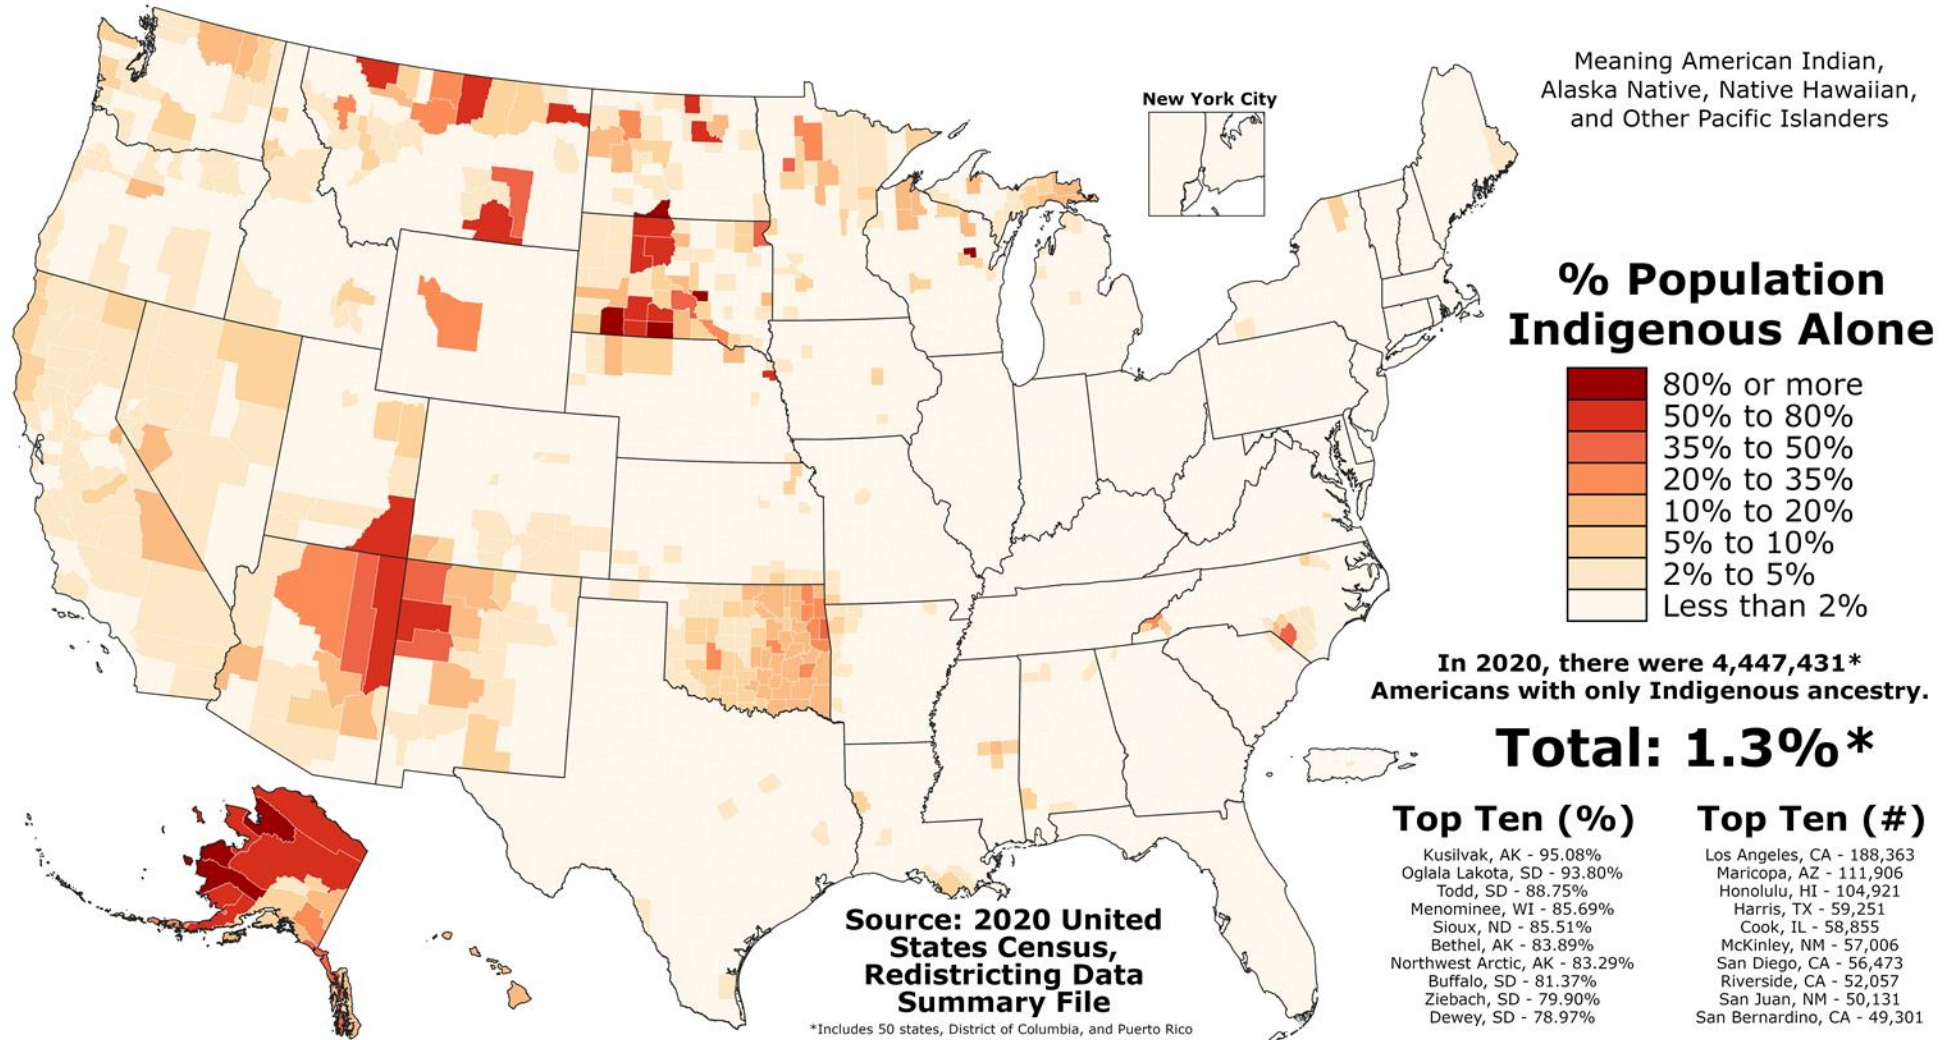 New York City
Meaning American Indian,
Alaska Native, Native Hawaiian,
and Other Pacific Islanders
% Population
Indigenous Alone
80% or more
50% to 80%
35% to 50%
20% to 35%
10% to 20%
5% to 10%
2% to 5%
Less than 2%
In 2020, there were 4,447,431*
Americans with only Indigenous ancestry.
Total: 1.3%*
Top Ten (%)
Kusilvak, AK - 95.08%
Oglala Lakota, SD - 93.80%
Todd, SD - 88.75%
Menominee, WI - 85.69%
Sioux, ND - 85.51%
Bethel, AK - 83.89%
Northwest Arctic, AK - 83.29%
Buffalo, SD - 81.37%
Ziebach, SD - 79.90%
Dewey, SD - 78.97%
Top Ten (#)
Los Angeles, CA - 188,363
Maricopa, AZ - 111,906
Honolulu, HI - 104,921
Harris, TX - 59,251
Cook, IL - 58,855
McKinley, NM - 57,006
San Diego, CA - 56,473
Riverside, CA - 52,057
San Juan, NM - 50,131
San Bernardino, CA - 49,301
Source: 2020 United
States Census,
Redistricting Data
Summary File
*Includes 50 states, District of Columbia, and Puerto Rico